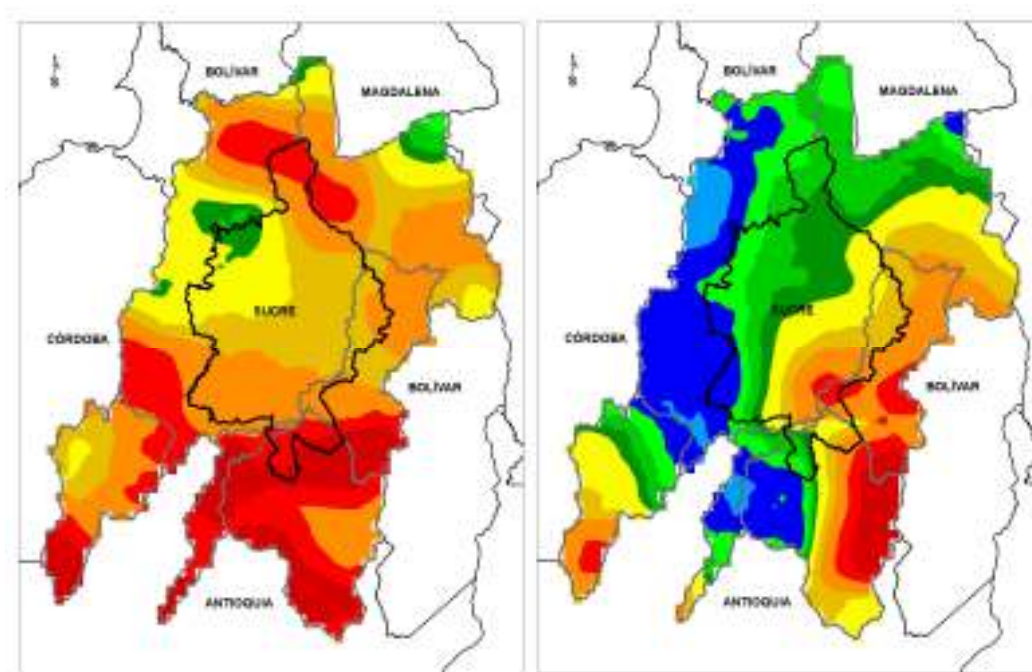 BOLÍVAR
MAGDALENA
SUCRE
CÓRDOBA
BOLÍVAR
ANTIOQUIA
BOLÍVAR
MAGDALENA
SUCRE
CÓRDOBA
BOLÍVAR
ANTIOQUIA